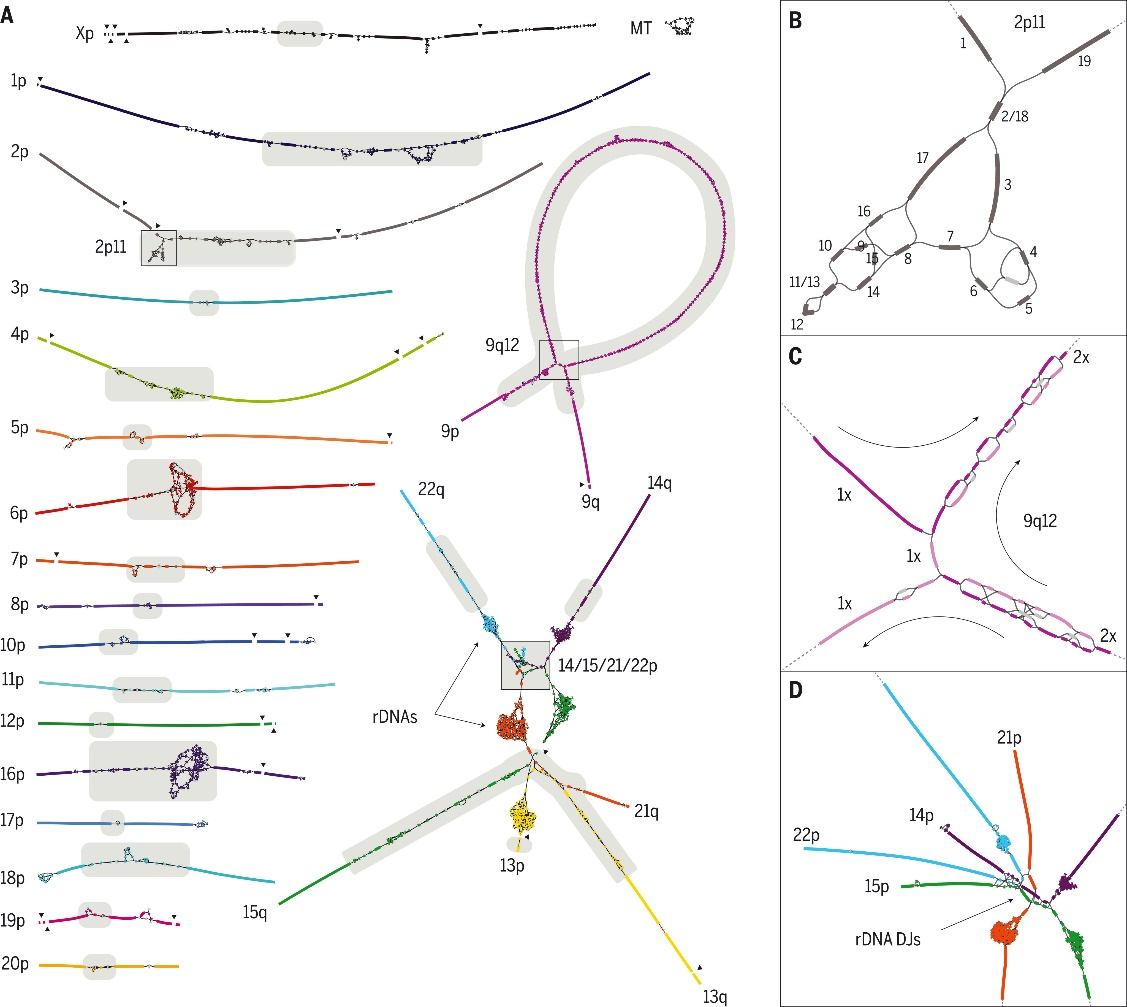 A
Xp
MT
1p
2p
2p11
3p
4p
5p
6p
7p
8p
10p
11p
12p
16p
17p
18p
19p
20p
9q12
9p
9q
22q
14q
14/15/21/22p
rDNAs
21q
13p
15q
13q
B
2p11
1
19
2/18
17
3
16
10
9
15
8
7
4
11/13
14
6
5
12
C
2x
1x
9q12
1x
1x
2x
D
21p
14p
22p
15p
rDNA DJs